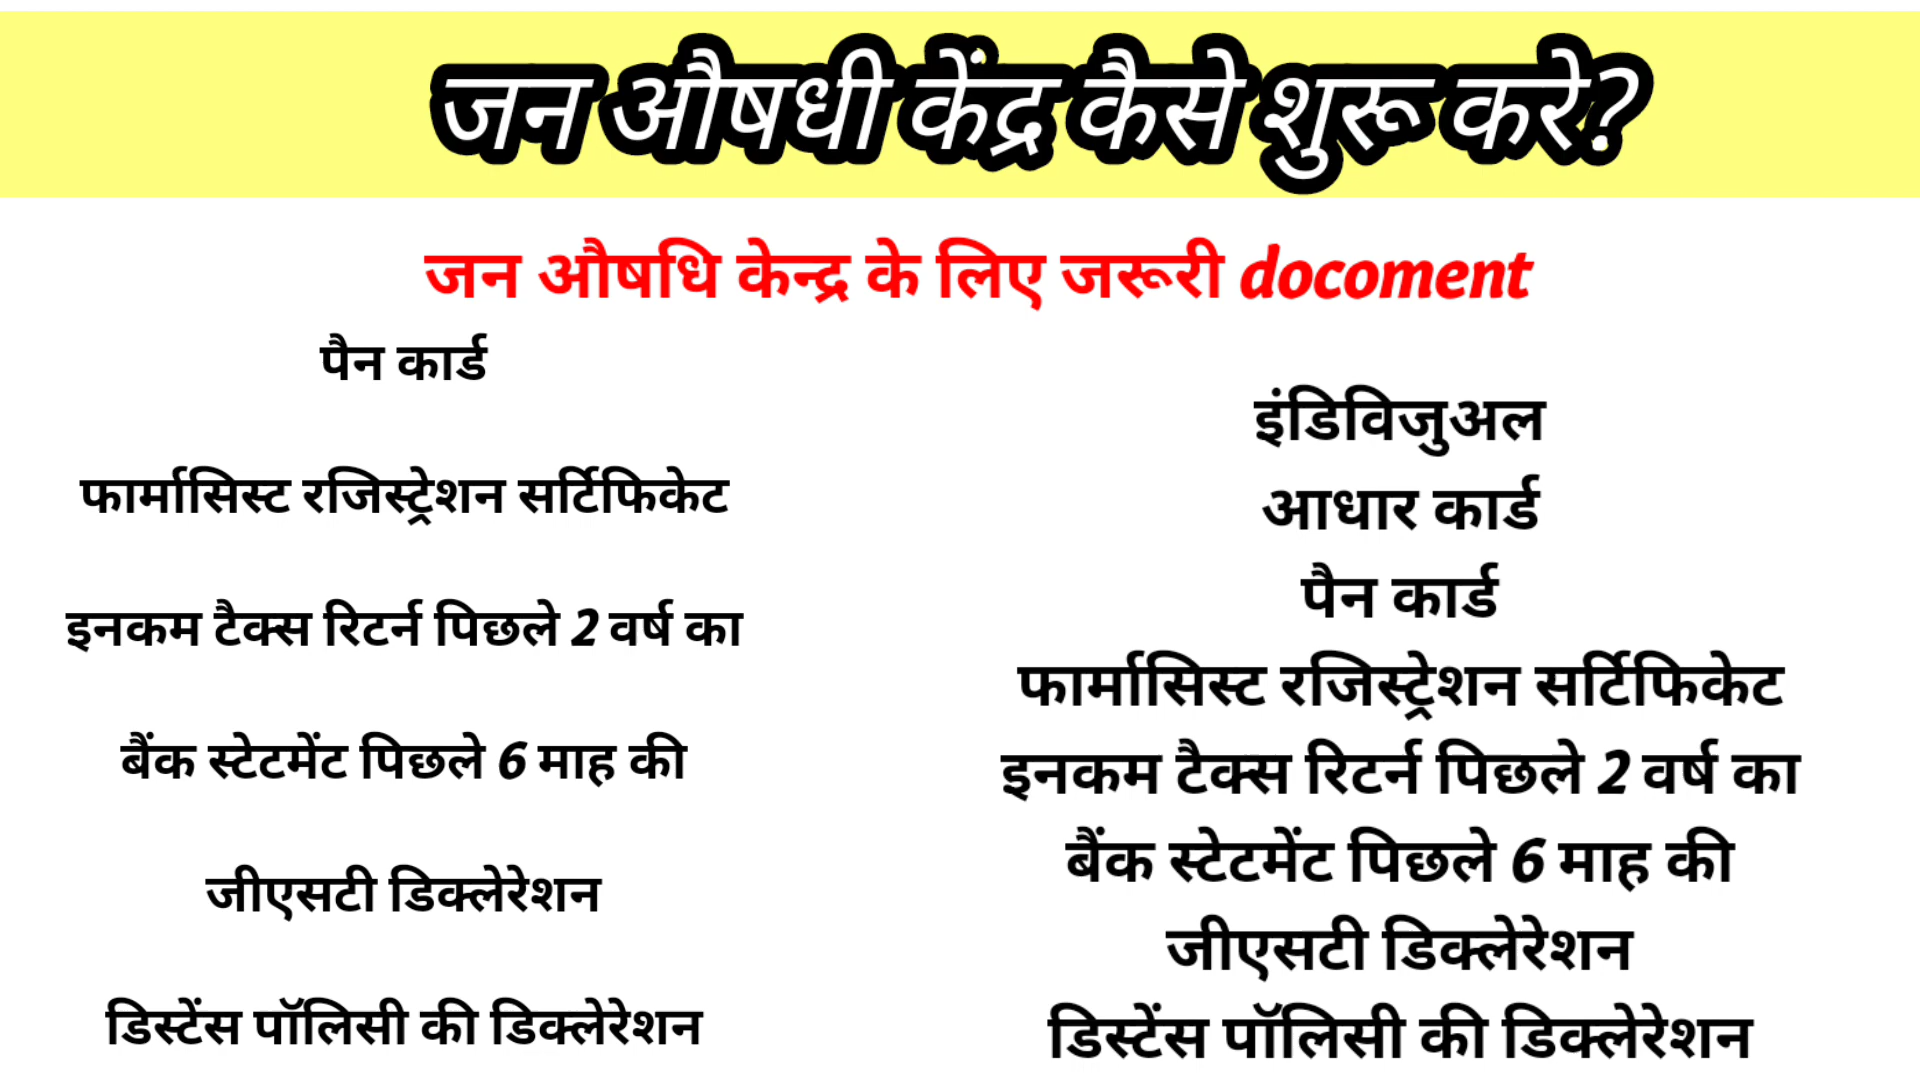 जन औषधी केंद्र कैसे शुरू करे?
जन औषधि केन्द्र के लिए जरूरी docoment
पैन कार्ड
फार्मासिस्ट रजिस्ट्रेशन सर्टिफिकेट
इनकम टैक्स रिटर्न पिछले 2 वर्ष का
बैंक स्टेटमेंट पिछले 6 माह की
जीएसटी डिक्लेरेशन
डिस्टेंस पॉलिसी की डिक्लेरेशन
इंडिविजुअल
आधार कार्ड
पैन कार्ड
फार्मासिस्ट रजिस्ट्रेशन सर्टिफिकेट
इनकम टैक्स रिटर्न पिछले 2 वर्ष का
बैंक स्टेटमेंट पिछले 6 माह की
जीएसटी डिक्लेरेशन
डिस्टेंस पॉलिसी की डिक्लेरेशन